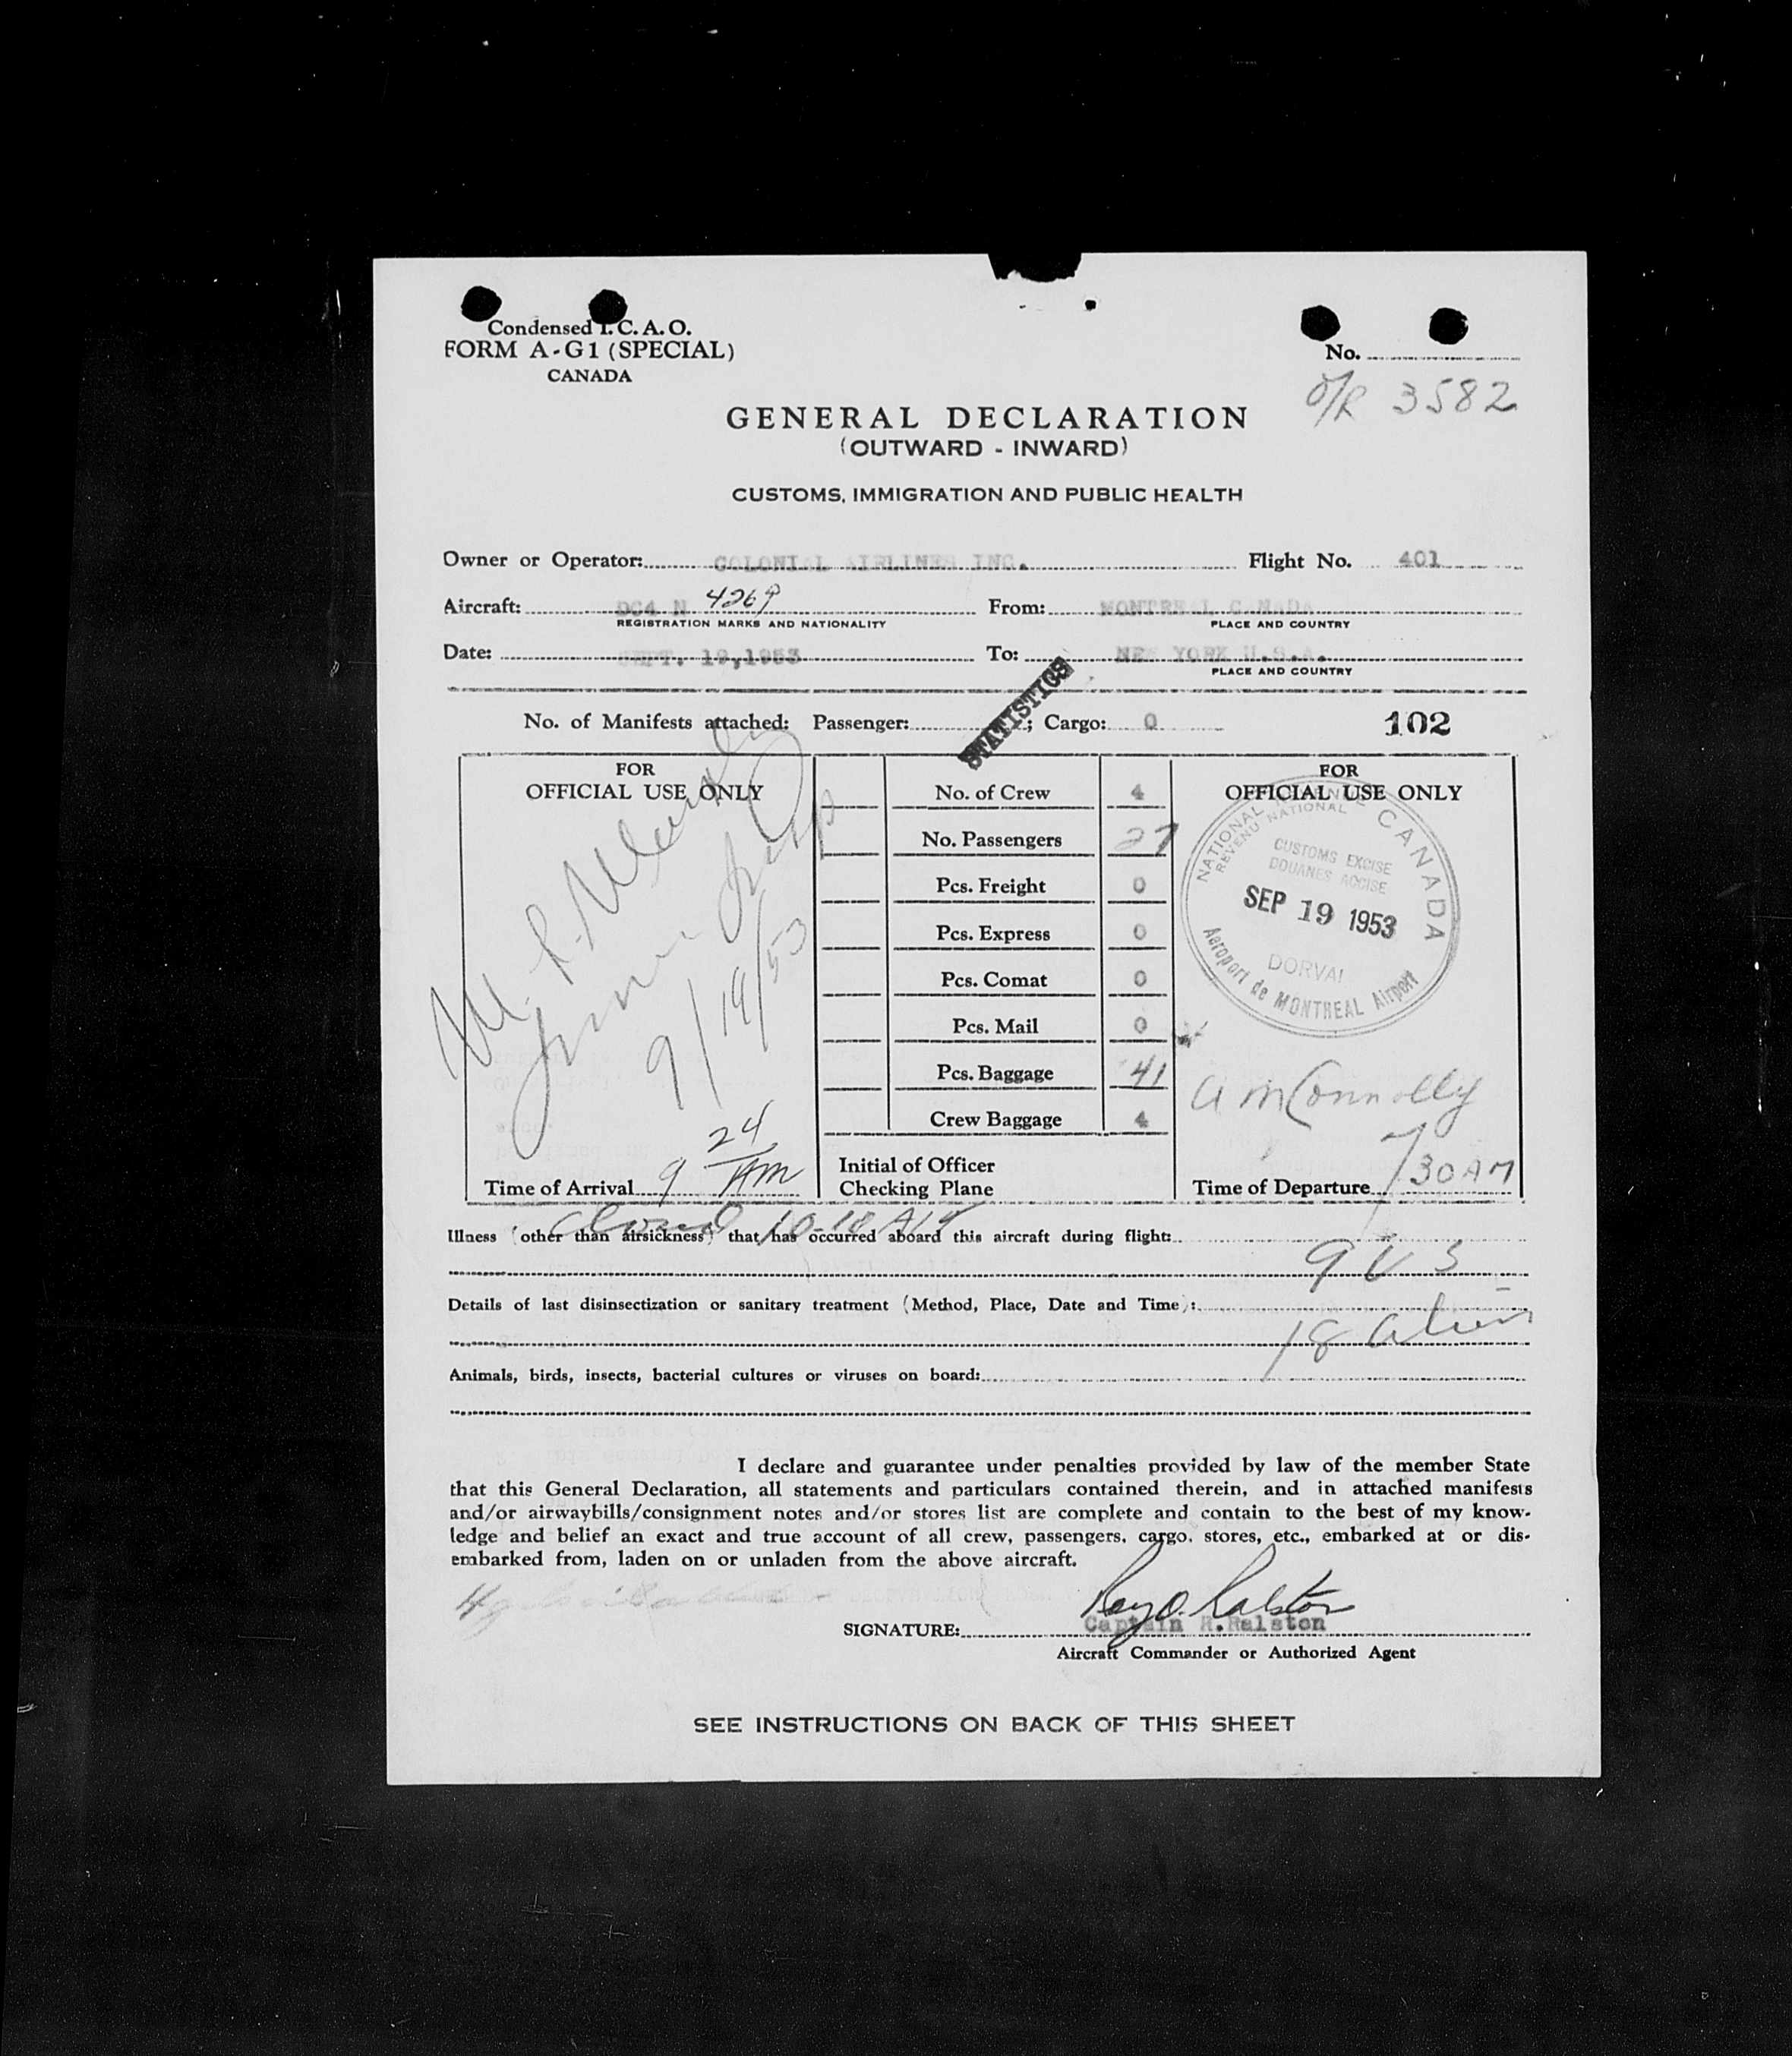 Condensed I.C.A.O.
FORM A-G1 (SPECIAL)
CANADA
No.
O/R 3582
GENERAL DECLARATION
(OUTWARD - INWARD)
CUSTOMS, IMMIGRATION AND PUBLIC HEALTH
Owner or Operator: COLONIAL AIRLINES INC. Flight No. 401
Aircraft: DC4 N 4269 From: MONTREAL CANADA
REGISTRATION MARKS AND NATIONALITY PLACE AND COUNTRY
Date: SEPT. 19,1953 To: NEW YORK U.S.A.
PLACE AND COUNTRY
STATISTICS
No. of Manifests attached: Passenger: ; Cargo: 0 102
FOR
OFFICIAL USE ONLY
9/19/53
Time of Arrival 9 24 AM
No. of Crew 4
No. Passengers 27
Pcs. Freight 0
Pcs. Express 0
Pcs. Comat 0
Pcs. Mail 0
Pcs. Baggage 41
Crew Baggage 4
Initial of Officer
Checking Plane
FOR
OFFICIAL USE ONLY
NATIONAL REVENUE CANADA
REVENU NATIONAL
CUSTOMS EXCISE
DOUANES ACCISE
SEP 19 1953
DORVAL
Aeroport de MONTREAL Airport
A McConnolly
Time of Departure 7 30 AM
Illness (other than airsickness) that has occurred aboard this aircraft during flight:
9 US
Details of last disinsectization or sanitary treatment (Method, Place, Date and Time):
18 alien
Animals, birds, insects, bacterial cultures or viruses on board:
I declare and guarantee under penalties provided by law of the member State
that this General Declaration, all statements and particulars contained therein, and in attached manifests
and/or airwaybills/consignment notes and/or stores list are complete and contain to the best of my know-
ledge and belief an exact and true account of all crew, passengers, cargo, stores, etc., embarked at or dis-
embarked from, laden on or unladen from the above aircraft.
Ray O. Ralston
SIGNATURE: Captain R.Ralston
Aircraft Commander or Authorized Agent
SEE INSTRUCTIONS ON BACK OF THIS SHEET